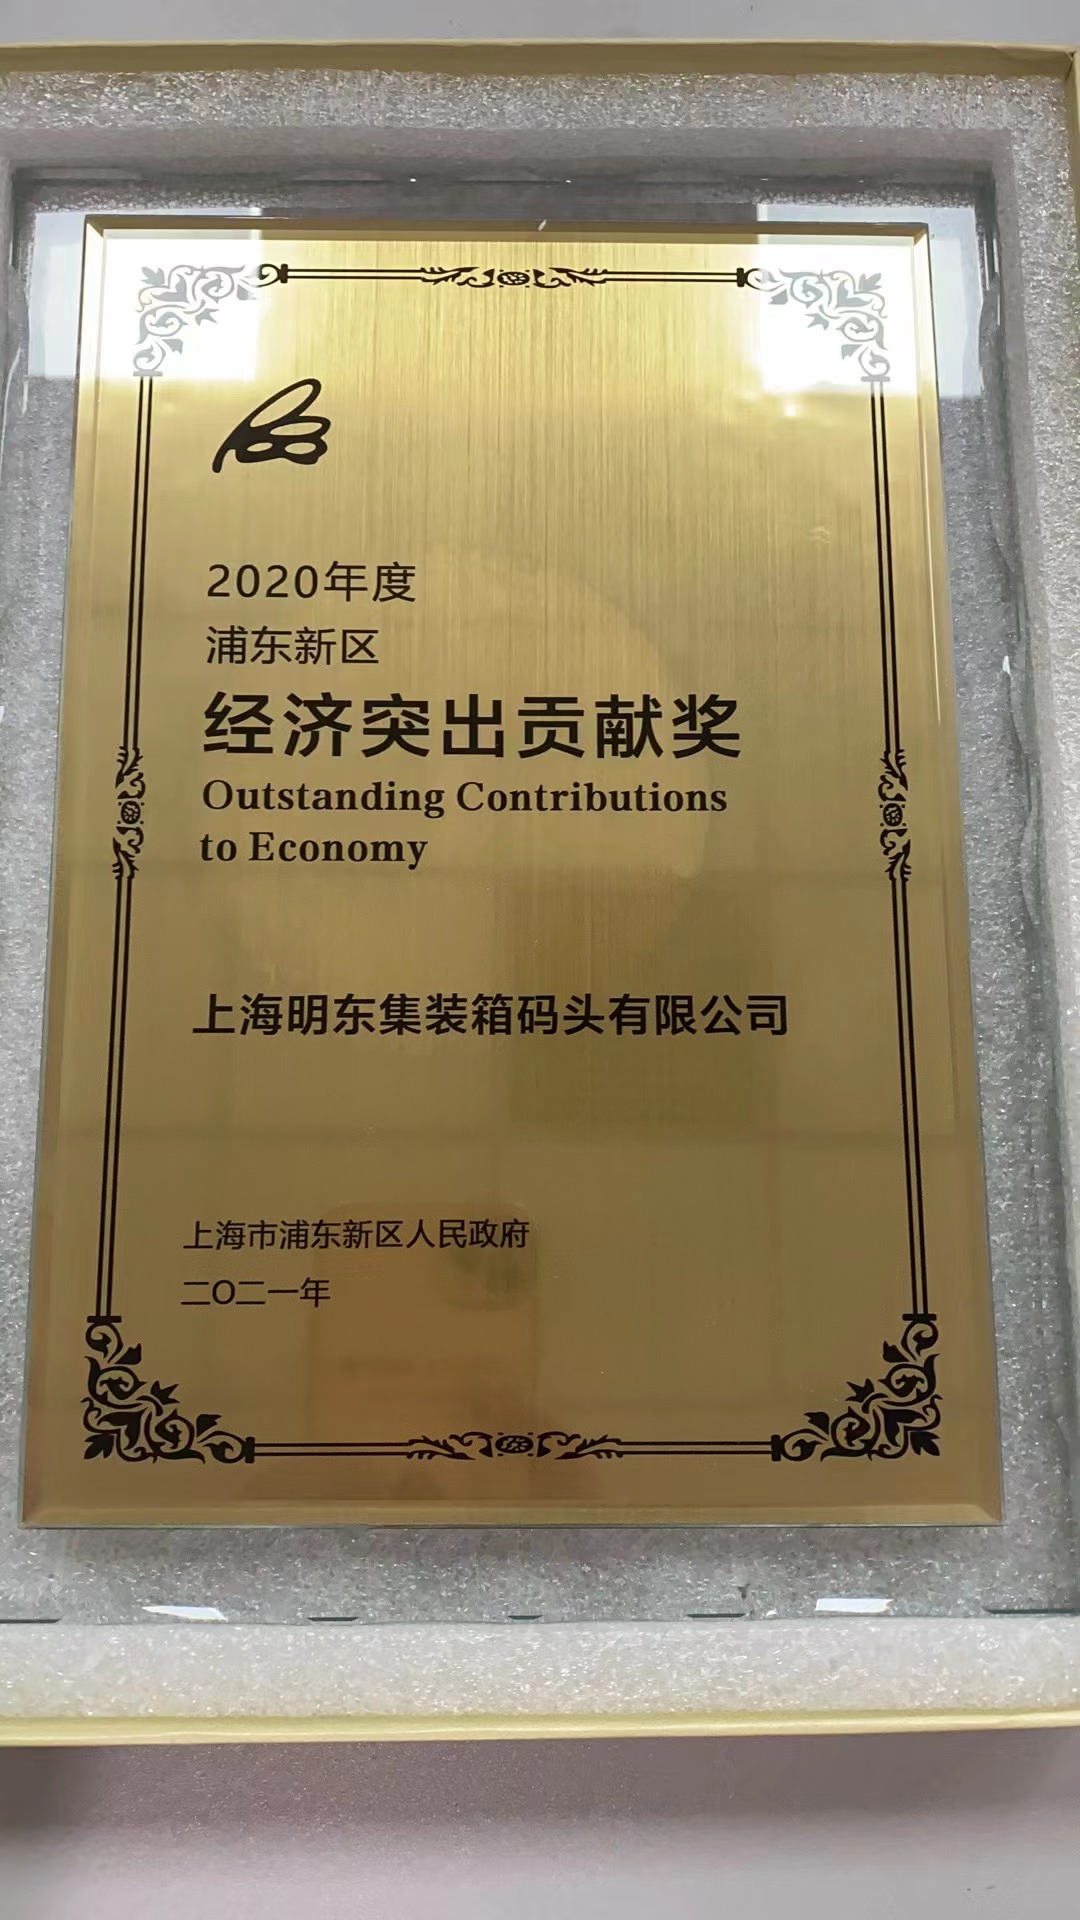 2020年度
浦东新区
经济突出贡献奖
Outstanding Contributions
to Economy
上海明东集装箱码头有限公司
上海市浦东新区人民政府
二〇二一年